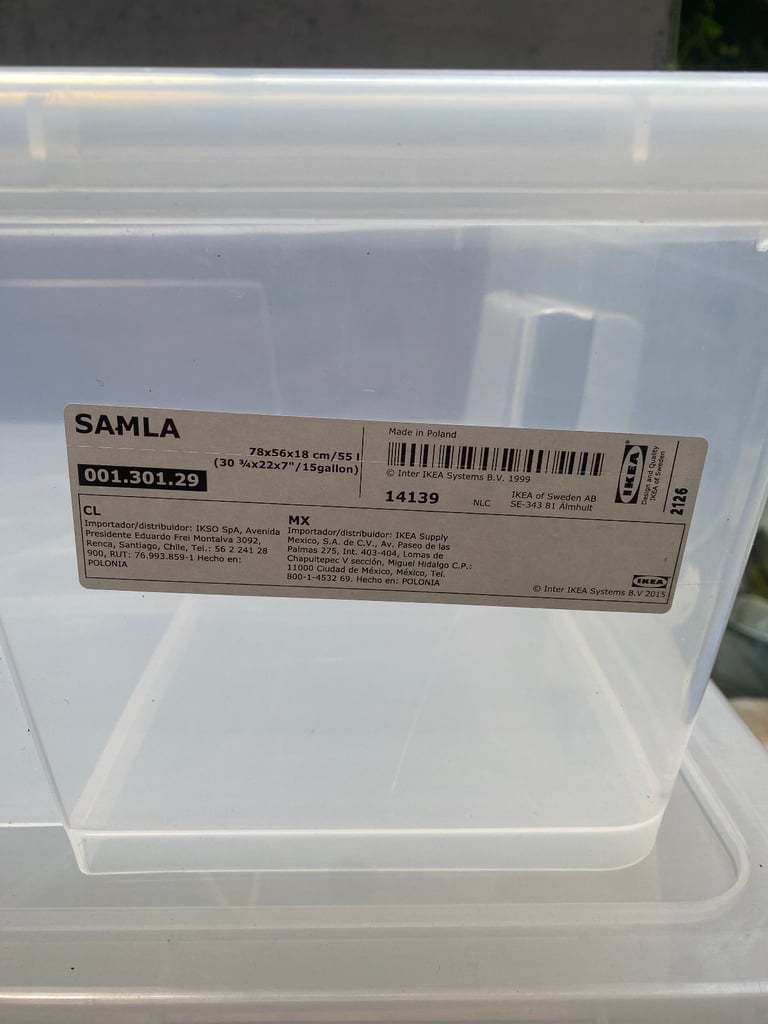 SAMLA
78x56x18 cm/55 l
(30 ¾x22x7"/15gallon)
001.301.29
Made in Poland
© Inter IKEA Systems B.V. 1999
14139
NLC
IKEA of Sweden AB
SE-343 81 Älmhult
IKEA
Design and Quality
IKEA of Sweden
2126
CL
Importador/distribuidor: IKSO SpA, Avenida
Presidente Eduardo Frei Montalva 3092,
Renca, Santiago, Chile, Tel.: 56 2 241 28
900, RUT: 76.993.859-1 Hecho en:
POLONIA
MX
Importador/distribuidor: IKEA Supply
Mexico, S.A. de C.V., Av. Paseo de las
Palmas 275, Int. 403-404, Lomas de
Chapultepec V sección, Miguel Hidalgo C.P.:
11000 Ciudad de México, México, Tel.
800-1-4532 69. Hecho en: POLONIA
IKEA
© Inter IKEA Systems B.V 2015